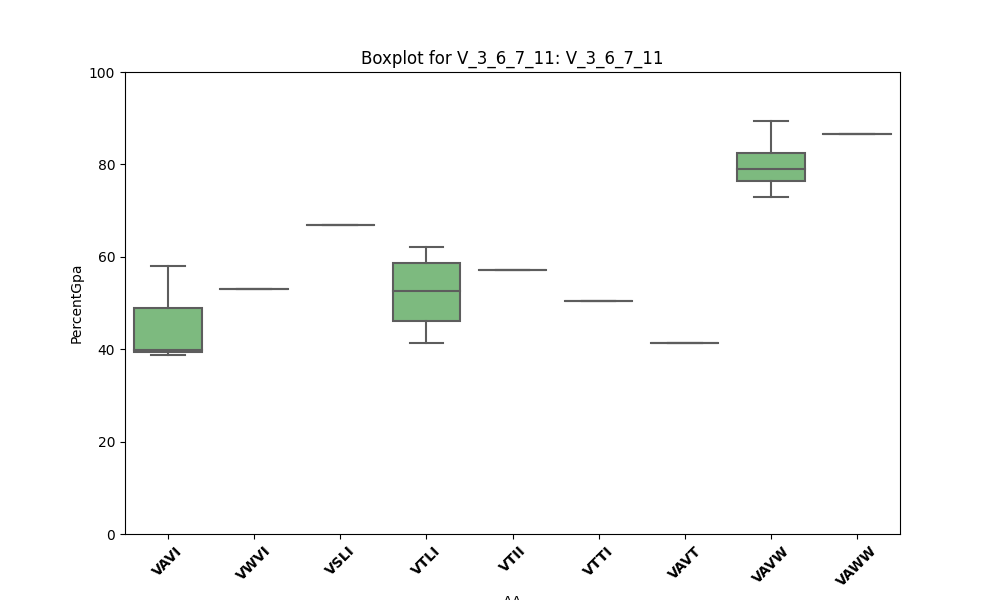 Boxplot for V_3_6_7_11: V_3_6_7_11
100
80
60
40
20
0
PercentGpa
VAVI
VWVI
VSLI
VTLI
VTII
VTTI
VAVT
VAVW
VAWW
AA